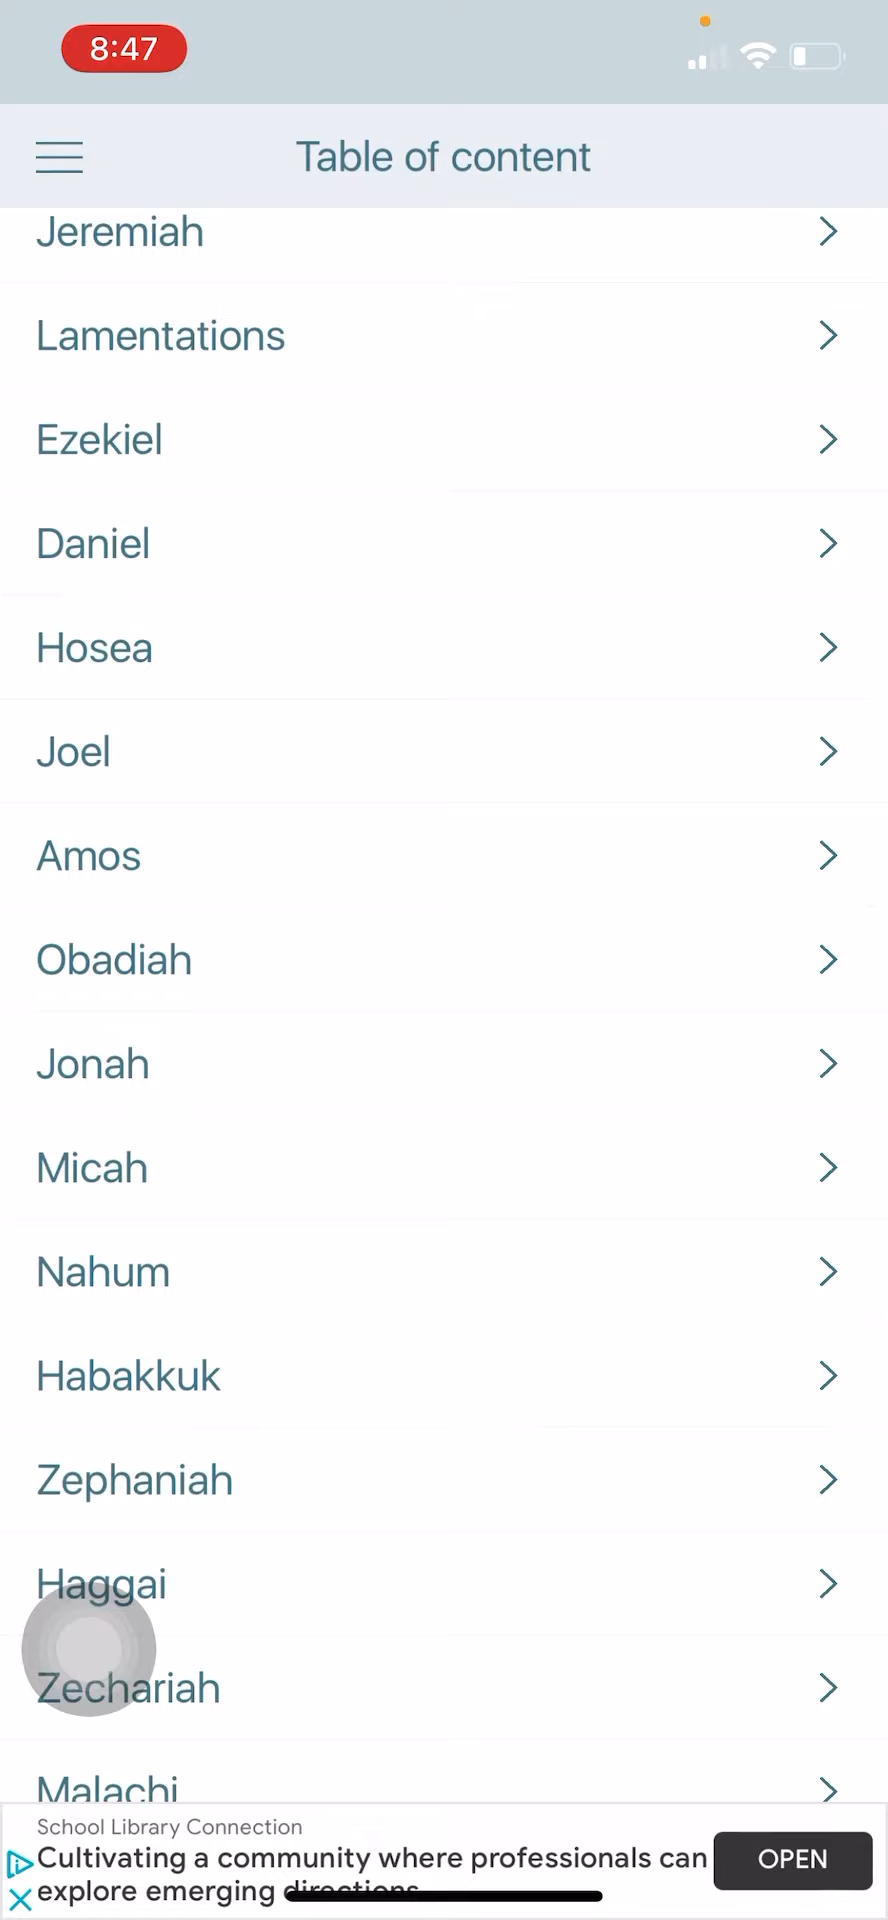 8:47
Table of content
Jeremiah
Lamentations
Ezekiel
Daniel
Hosea
Joel
Amos
Obadiah
Jonah
Micah
Nahum
Habakkuk
Zephaniah
Haggai
Zechariah
Malachi
School Library Connection
Cultivating a community where professionals can
explore emerging directions
OPEN